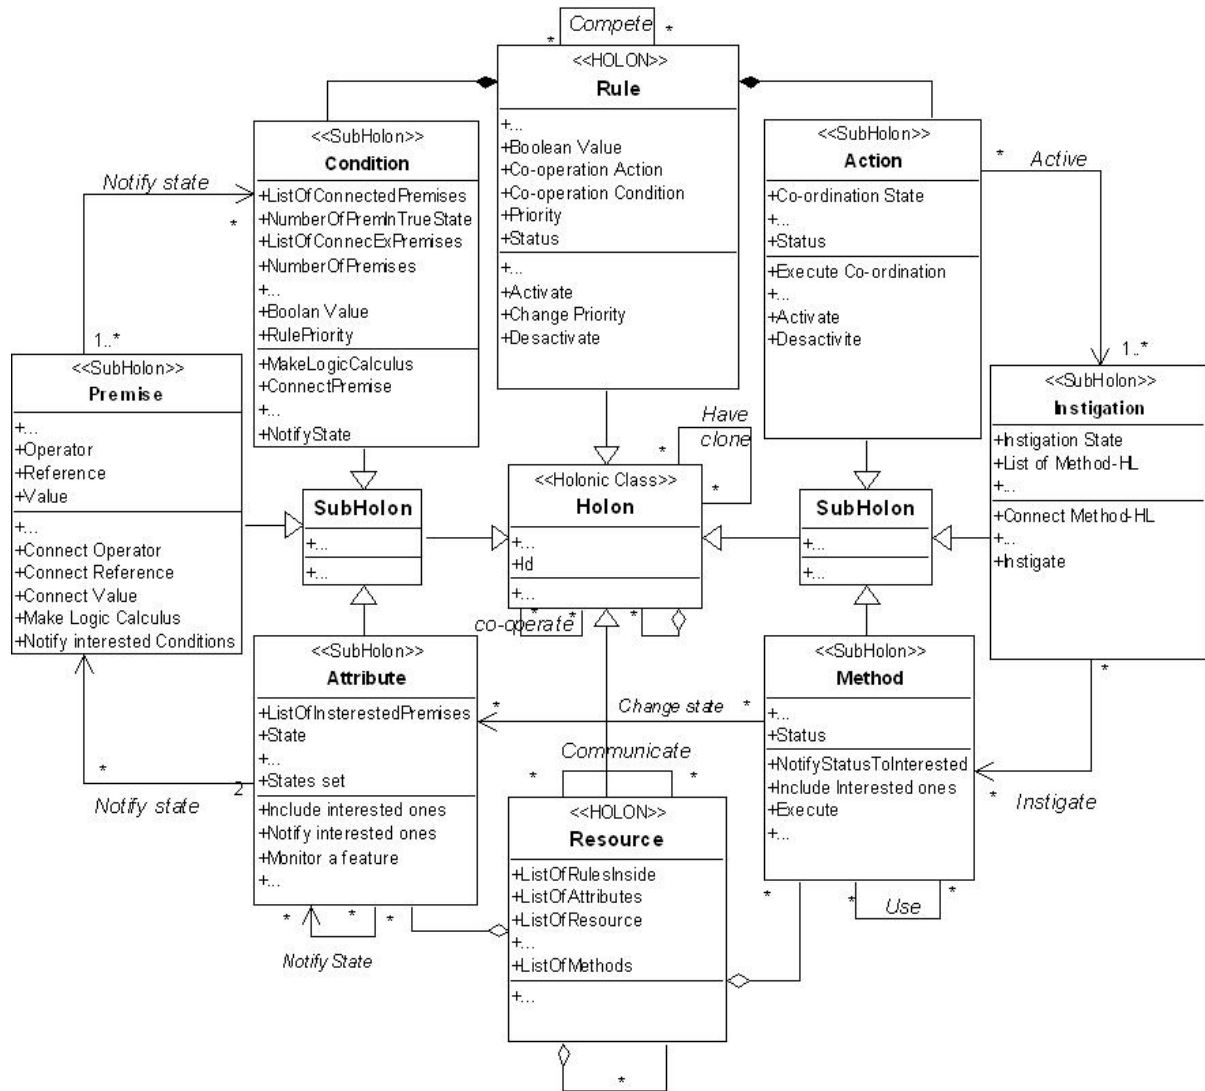 Compete
* *
<<HOLON>>
Rule
+...
+Boolean Value
+Co-operation Action
+Co-operation Condition
+Priority
+Status
+...
+Activate
+Change Priority
+Desactivate
<<SubHolon>>
Condition
+ListOfConnectedPremises
+NumberOfPremInTrueState
+ListOfConnecExPremises
+NumberOfPremises
+...
+Boolan Value
+RulePriority
+MakeLogicCalculus
+ConnectPremise
+...
+NotifyState
<<SubHolon>>
Action
+Co-ordination State
+...
+Status
+Execute Co-ordination
+...
+Activate
+Desactivite
* Active
1..*
Notify state
*
1..*
<<SubHolon>>
Premise
+...
+Operator
+Reference
+Value
+...
+Connect Operator
+Connect Reference
+Connect Value
+Make Logic Calculus
+Notify interested Conditions
<<SubHolon>>
Instigation
+Instigation State
+List of Method-HL
+...
+Connect Method-HL
+...
+Instigate
Have
clone
*
*
SubHolon
+...
+...
<<Holonic Class>>
Holon
+...
+Id
+...
SubHolon
+...
+...
* *
co-operate
*
<<SubHolon>>
Attribute
+ListOfInsterestedPremises
+State
+...
+States set
+Include interested ones
+Notify interested ones
+Monitor a feature
+...
<<SubHolon>>
Method
+...
+Status
+NotifyStatusToInterested
+Include Interested ones
+Execute
+...
* Change state *
Communicate
* *
*
* Instigate
*
2
Notify state
<<HOLON>>
Resource
+ListOfRulesInside
+ListOfAttributes
+ListOfResource
+...
+ListOfMethods
+...
* * *
Notify State
*
* *
Use
*